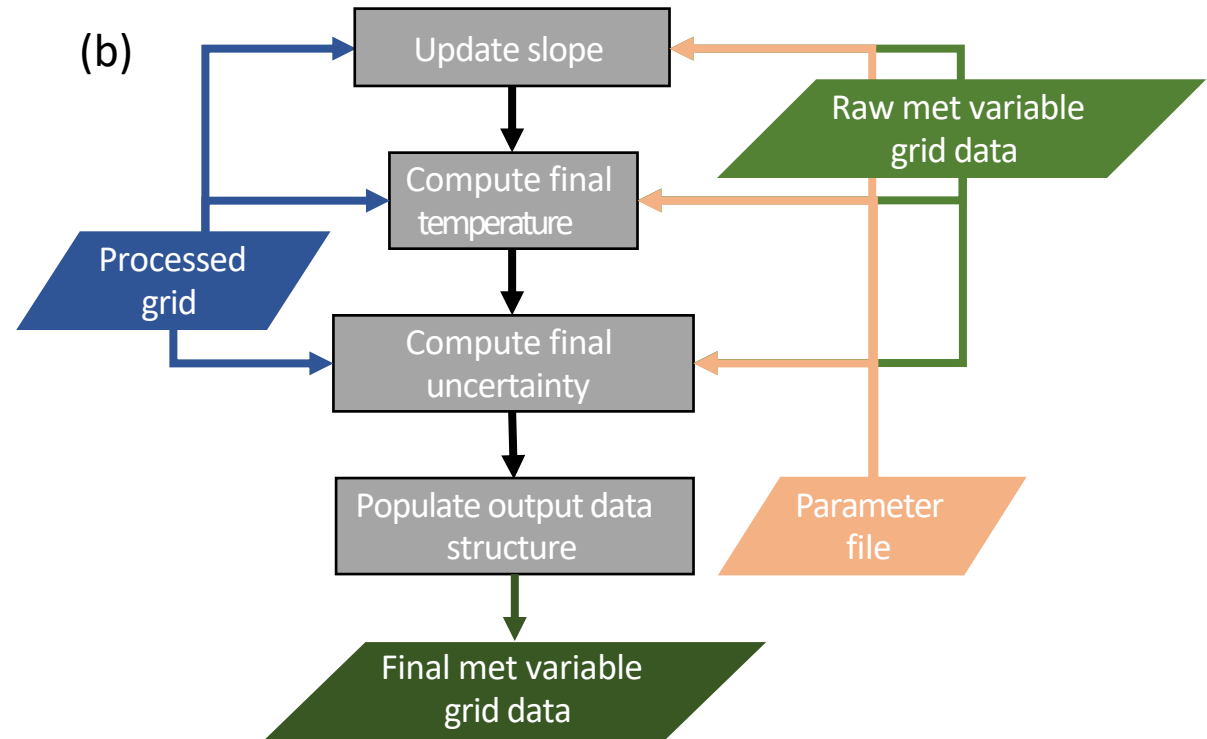 (b)
Update slope
Raw met variable
grid data
Compute final
temperature
Processed
grid
Compute final
uncertainty
Populate output data
structure
Parameter
file
Final met variable
grid data